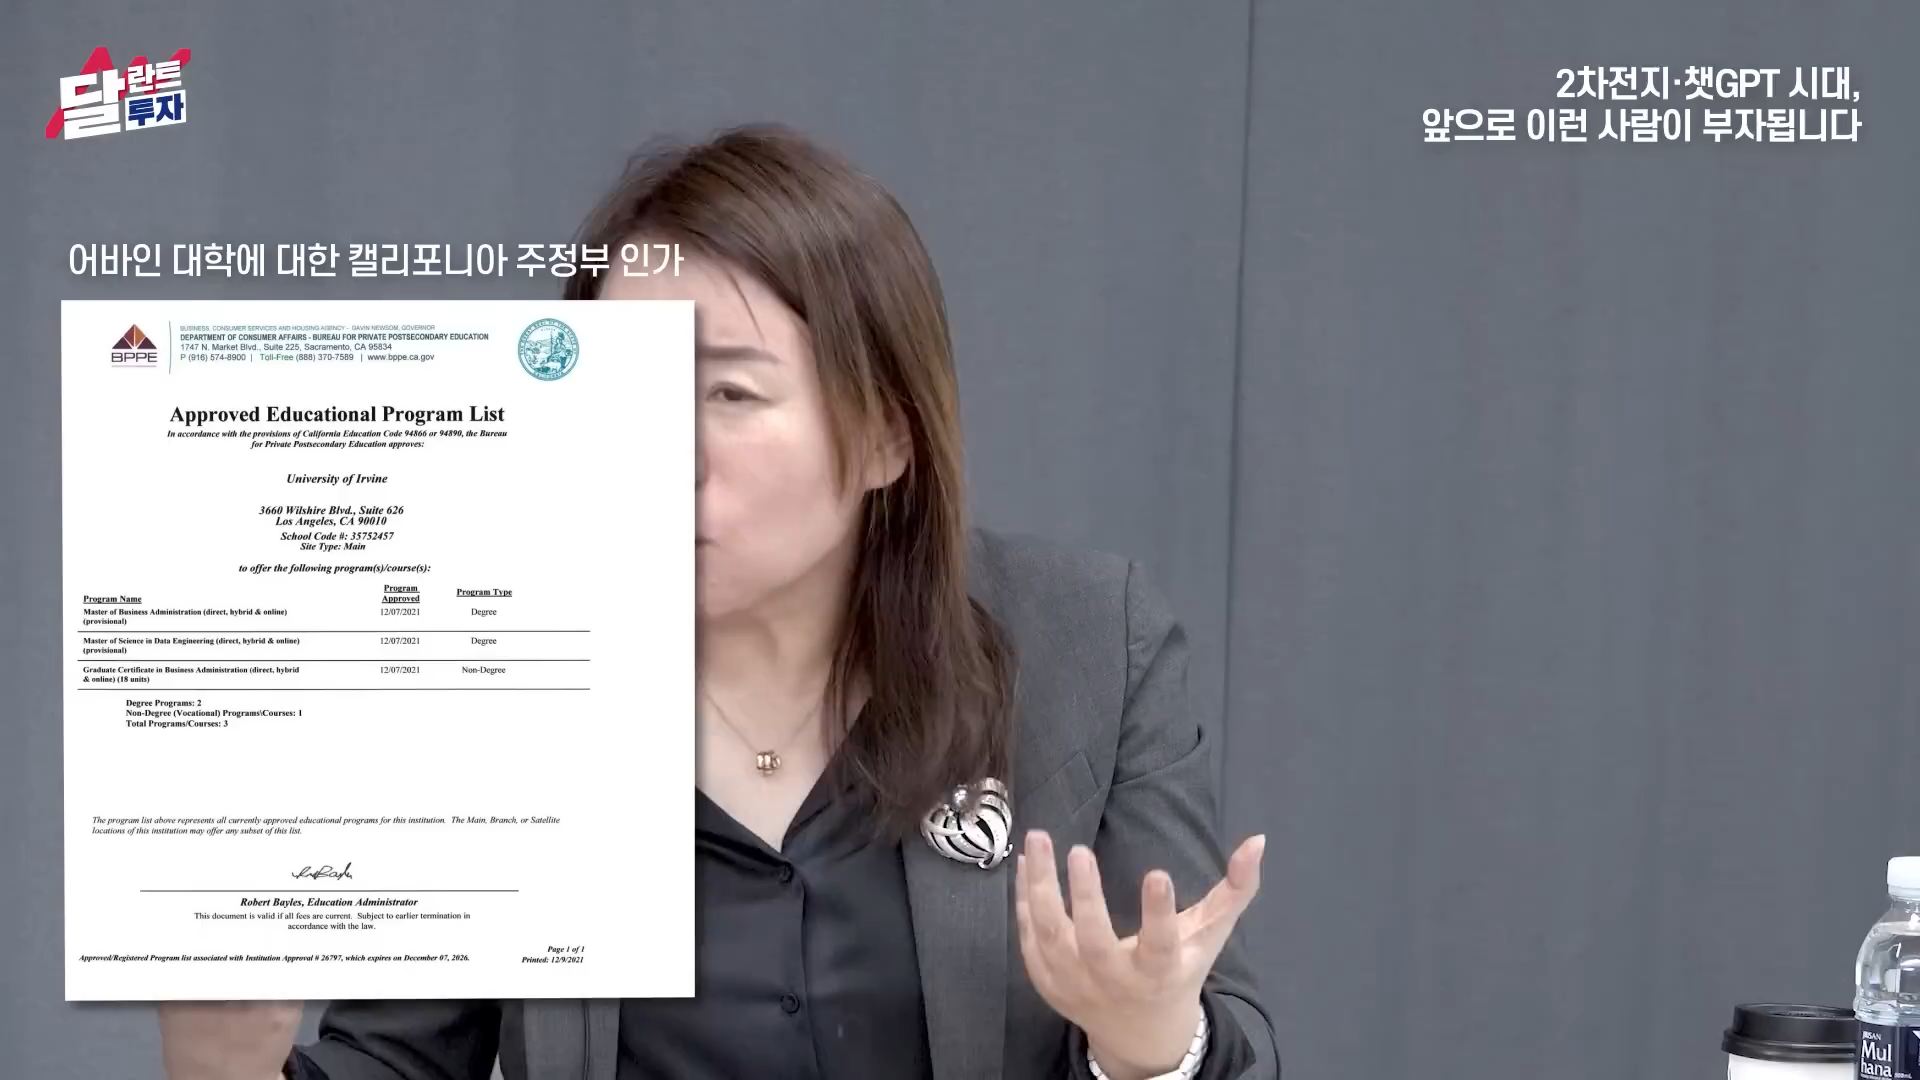 달란트
투자
2차전지·챗GPT 시대,
앞으로 이런 사람이 부자됩니다
어바인 대학에 대한 캘리포니아 주정부 인가
BPPE
BUSINESS, CONSUMER SERVICES AND HOUSING AGENCY - GAVIN NEWSOM, GOVERNOR
DEPARTMENT OF CONSUMER AFFAIRS - BUREAU FOR PRIVATE POSTSECONDARY EDUCATION
1747 N. Market Blvd., Suite 225, Sacramento, CA 95834
P (916) 574-8900 | Toll-Free (888) 370-7589 | www.bppe.ca.gov
Approved Educational Program List
In accordance with the provisions of California Education Code 94866 or 94890, the Bureau
for Private Postsecondary Education approves:
University of Irvine
3660 Wilshire Blvd., Suite 626
Los Angeles, CA 90010
School Code #: 35752457
Site Type: Main
to offer the following program(s)/course(s):
Program Name Program Approved Program Type
Master of Business Administration (direct, hybrid & online) 12/07/2021 Degree
(provisional)
Master of Science in Data Engineering (direct, hybrid & online) 12/07/2021 Degree
(provisional)
Graduate Certificate in Business Administration (direct, hybrid 12/07/2021 Non-Degree
& online) (18 units)
Degree Programs: 2
Non-Degree (Vocational) Programs\Courses: 1
Total Programs/Courses: 3
The program list above represents all currently approved educational programs for this institution. The Main, Branch, or Satellite
locations of this institution may offer any subset of this list.
Robert Bayles, Education Administrator
This document is valid if all fees are current. Subject to earlier termination in
accordance with the law.
Page 1 of 1
Approved/Registered Program list associated with Institution Approval # 26797, which expires on December 07, 2026.
Printed: 12/9/2021
Mul
hana